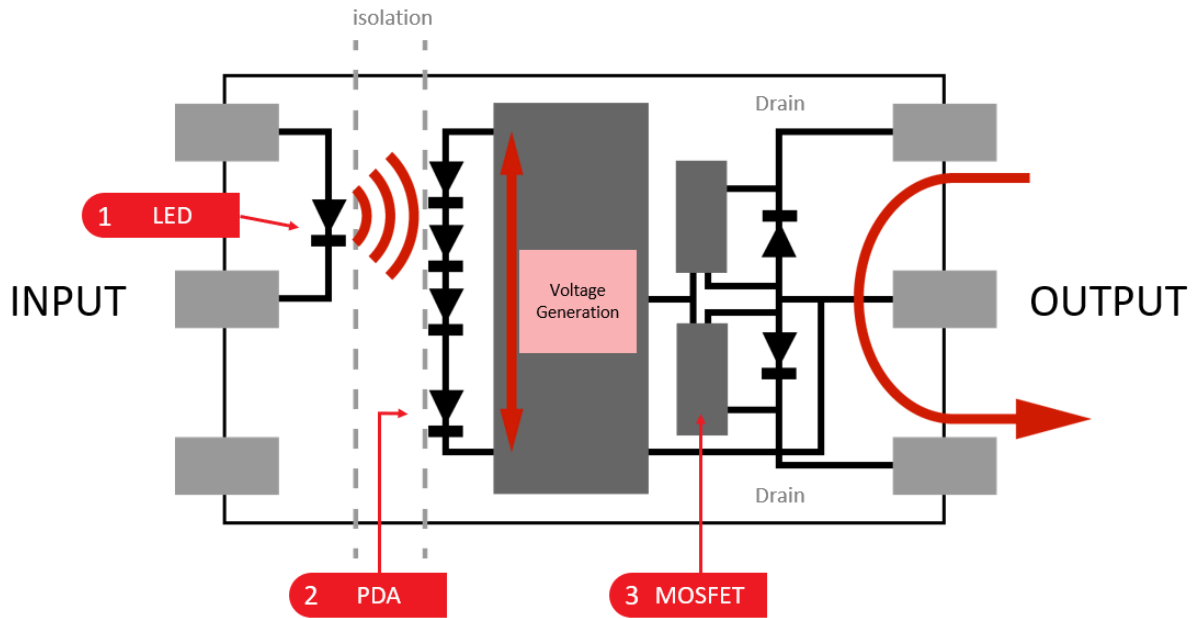 isolation
Drain
1 LED
INPUT
Voltage
Generation
OUTPUT
Drain
2 PDA
3 MOSFET